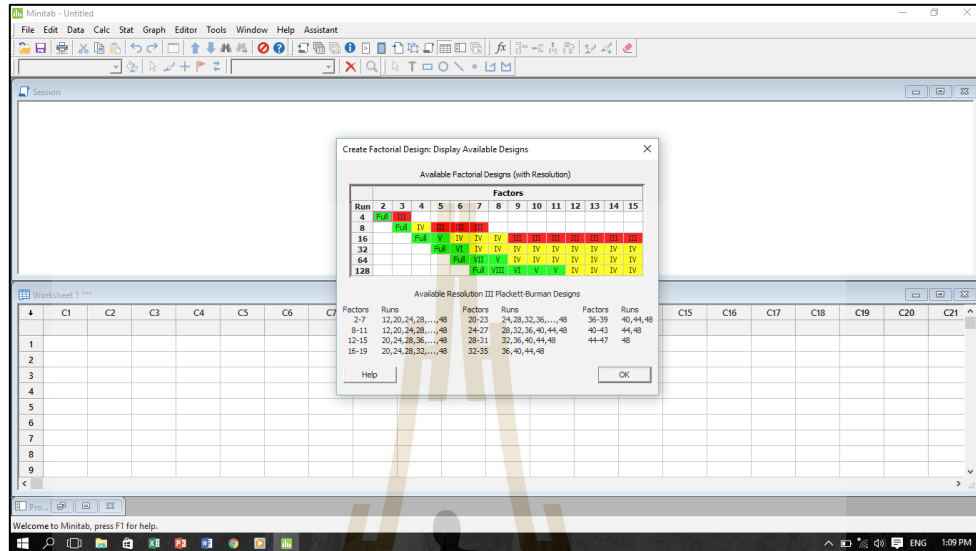 Minitab - Untitled
File Edit Data Calc Stat Graph Editor Tools Window Help Assistant
Session
Create Factorial Design: Display Available Designs
Available Factorial Designs (with Resolution)
Factors
Run 2 3 4 5 6 7 8 9 10 11 12 13 14 15
4 Full III
8 Full IV III III III
16 Full V IV IV IV III III III III III III III
32 Full VI IV IV IV IV IV IV IV IV IV
64 Full VII V IV IV IV IV IV IV IV
128 Full VIII VI V V IV IV IV IV
Available Resolution III Plackett-Burman Designs
Factors Runs Factors Runs Factors Runs
2-7 12,20,24,28,...,48 20-23 24,28,32,36,...,48 36-39 40,44,48
8-11 12,20,24,28,...,48 24-27 28,32,36,40,44,48 40-43 44,48
12-15 20,24,28,36,...,48 28-31 32,36,40,44,48 44-47 48
16-19 20,24,28,32,...,48 32-35 36,40,44,48
Help OK
Worksheet 1 ***
C1 C2 C3 C4 C5 C6 C7 C15 C16 C17 C18 C19 C20 C21
1
2
3
4
5
6
7
8
9
Pro...
Welcome to Minitab, press F1 for help.
ENG 1:09 PM